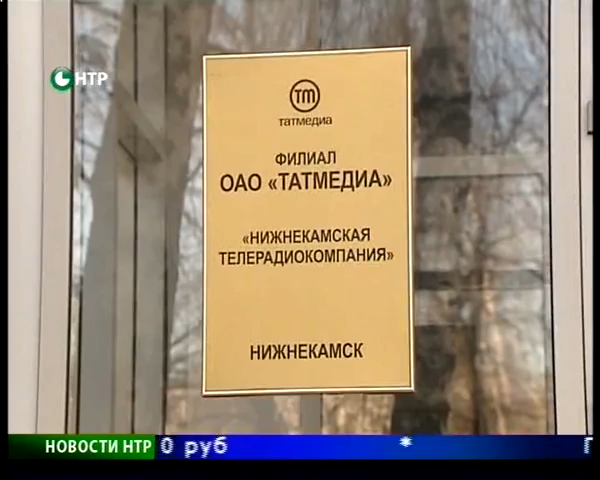 НТР
ТМ
татмедиа
ФИЛИАЛ
ОАО «ТАТМЕДИА»
«НИЖНЕКАМСКАЯ
ТЕЛЕРАДИОКОМПАНИЯ»
НИЖНЕКАМСК
НОВОСТИ НТР 0 руб *